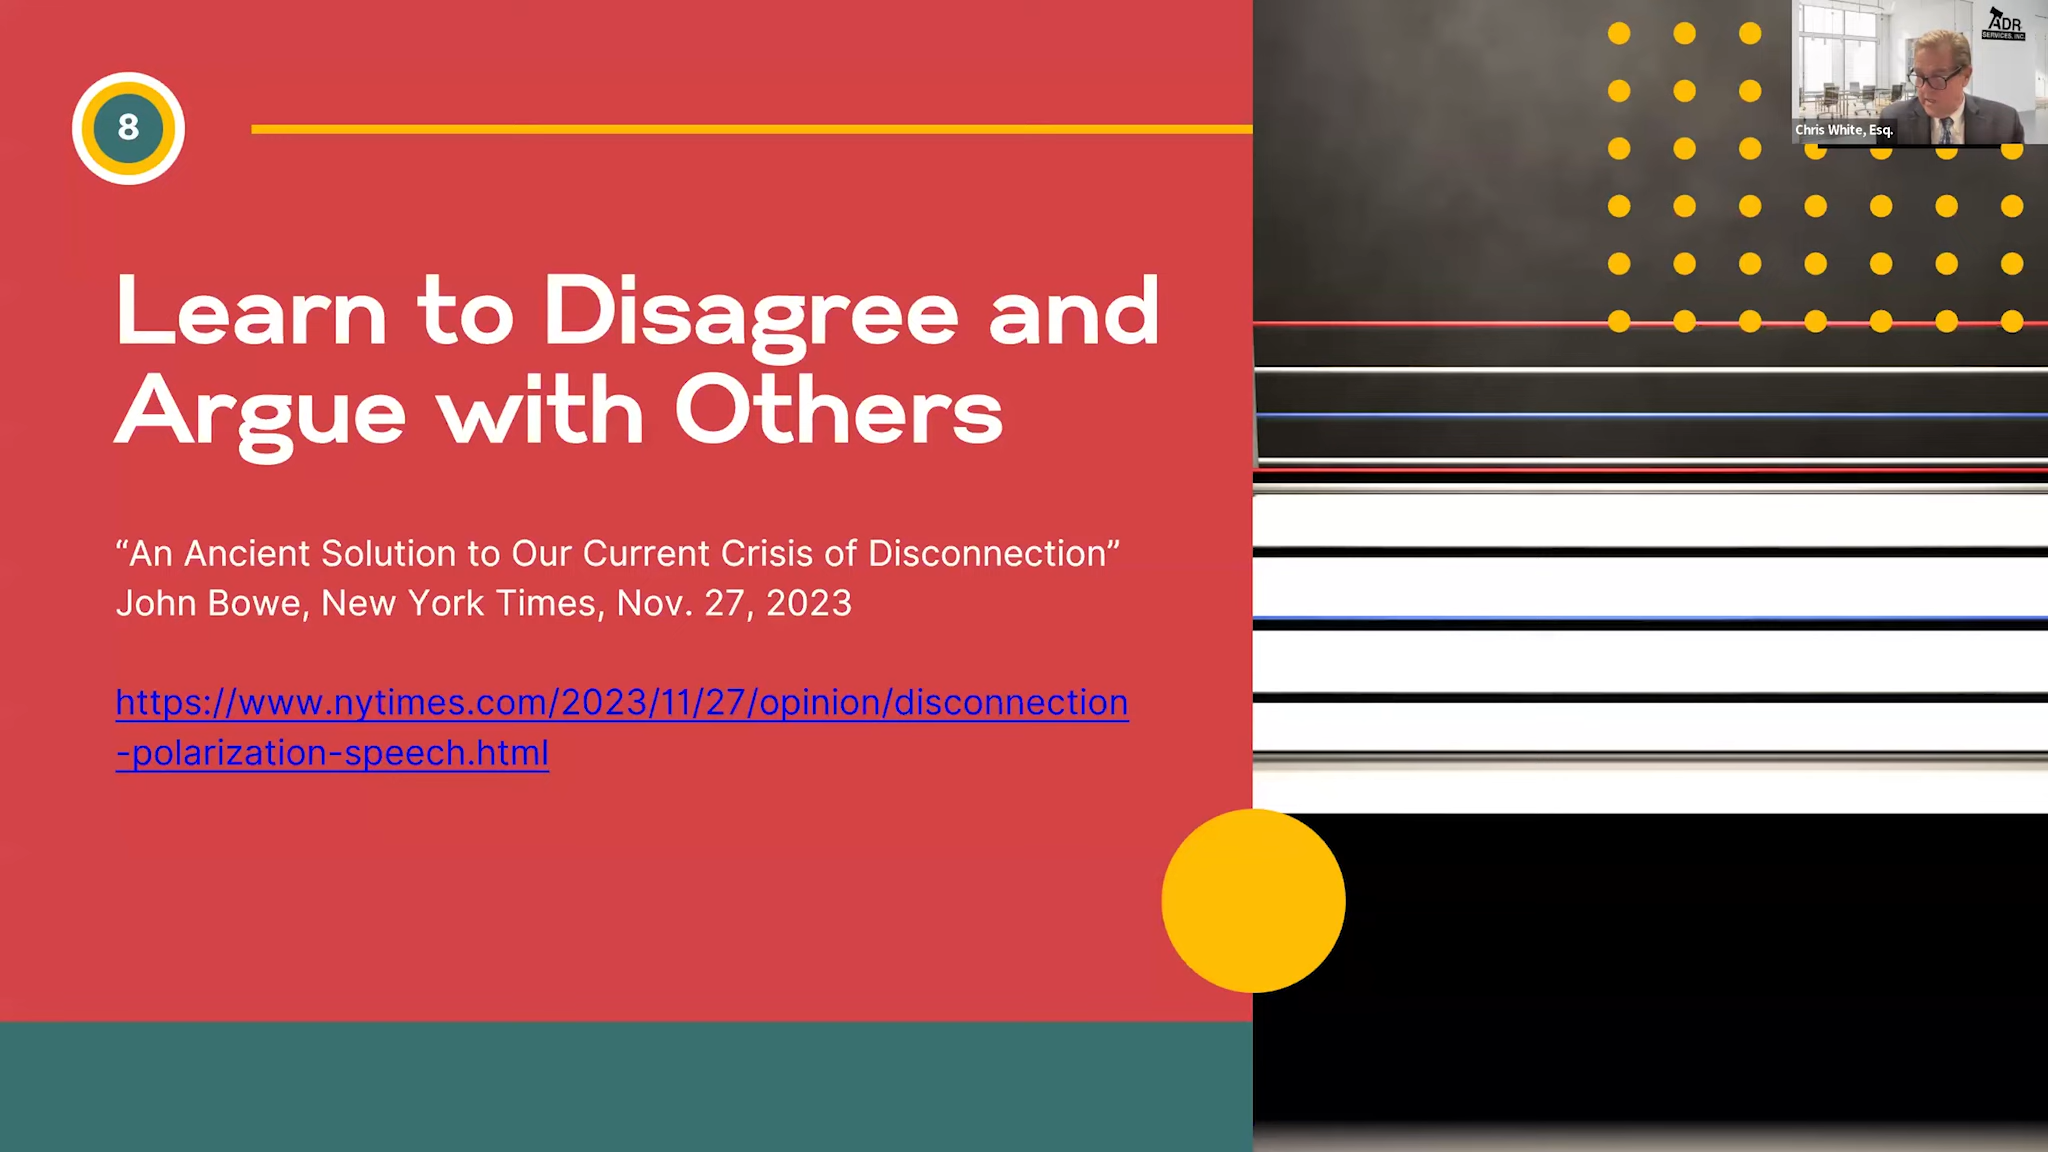 8
Learn to Disagree and
Argue with Others
“An Ancient Solution to Our Current Crisis of Disconnection”
John Bowe, New York Times, Nov. 27, 2023
https://www.nytimes.com/2023/11/27/opinion/disconnection
-polarization-speech.html
ADR
SERVICES, INC.
Chris White, Esq.